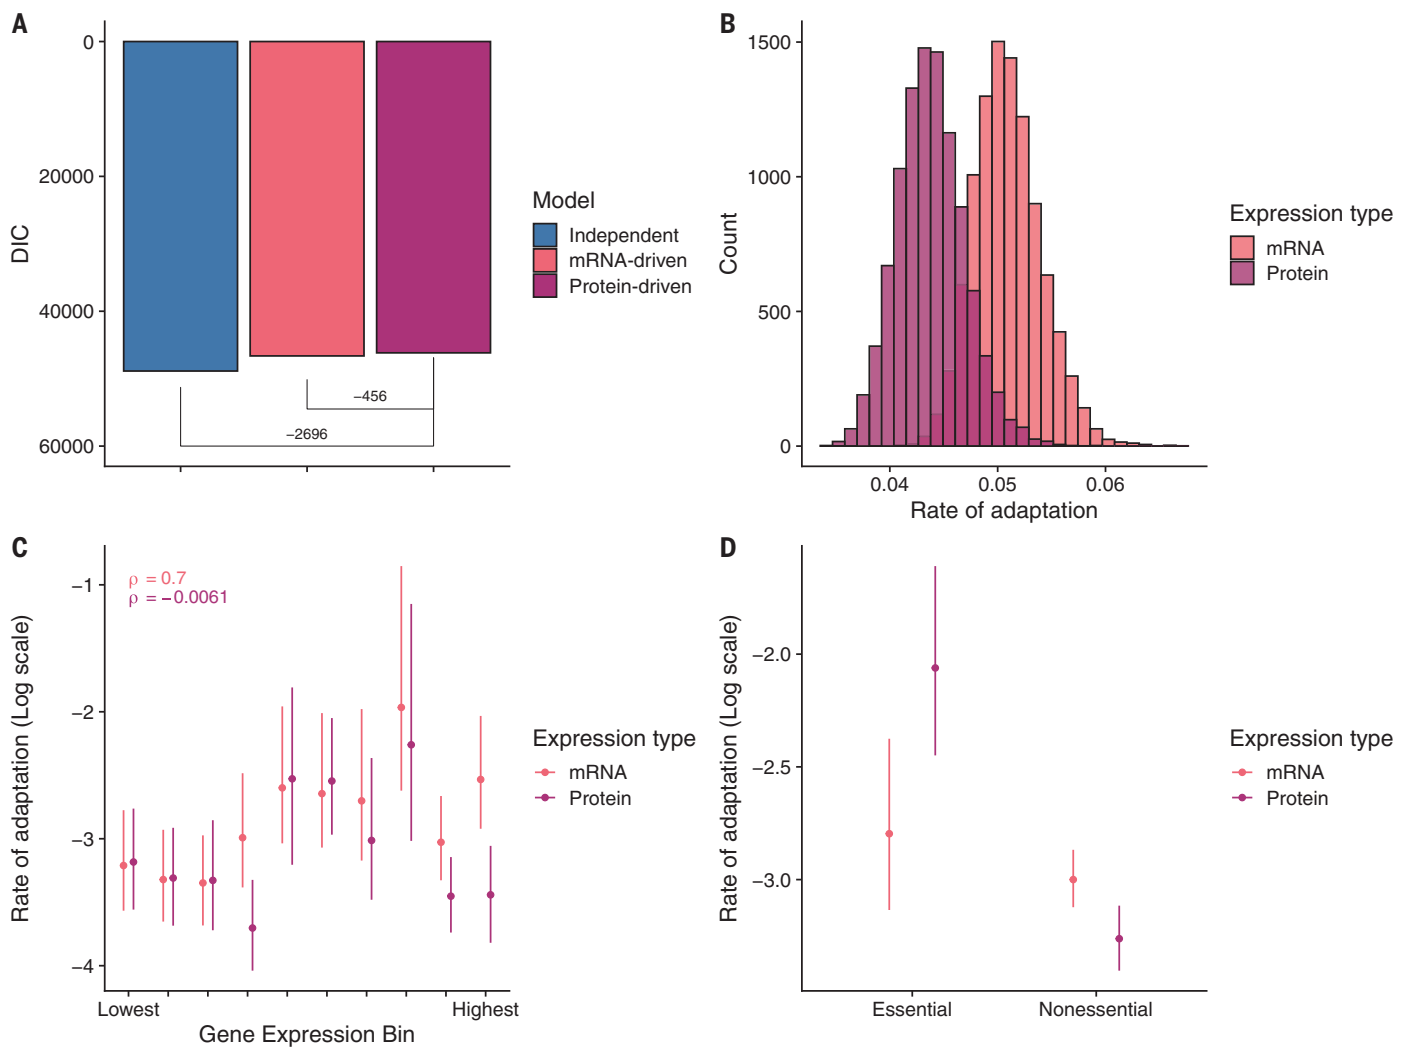 A
0
20000
40000
60000
DIC
−456
−2696
Model
Independent
mRNA-driven
Protein-driven
B
1500
1000
500
0
Count
0.04 0.05 0.06
Rate of adaptation
Expression type
mRNA
Protein
C
ρ = 0.7
ρ = −0.0061
−1
−2
−3
−4
Rate of adaptation (Log scale)
Lowest Highest
Gene Expression Bin
Expression type
mRNA
Protein
D
−2.0
−2.5
−3.0
Rate of adaptation (Log scale)
Essential Nonessential
Expression type
mRNA
Protein